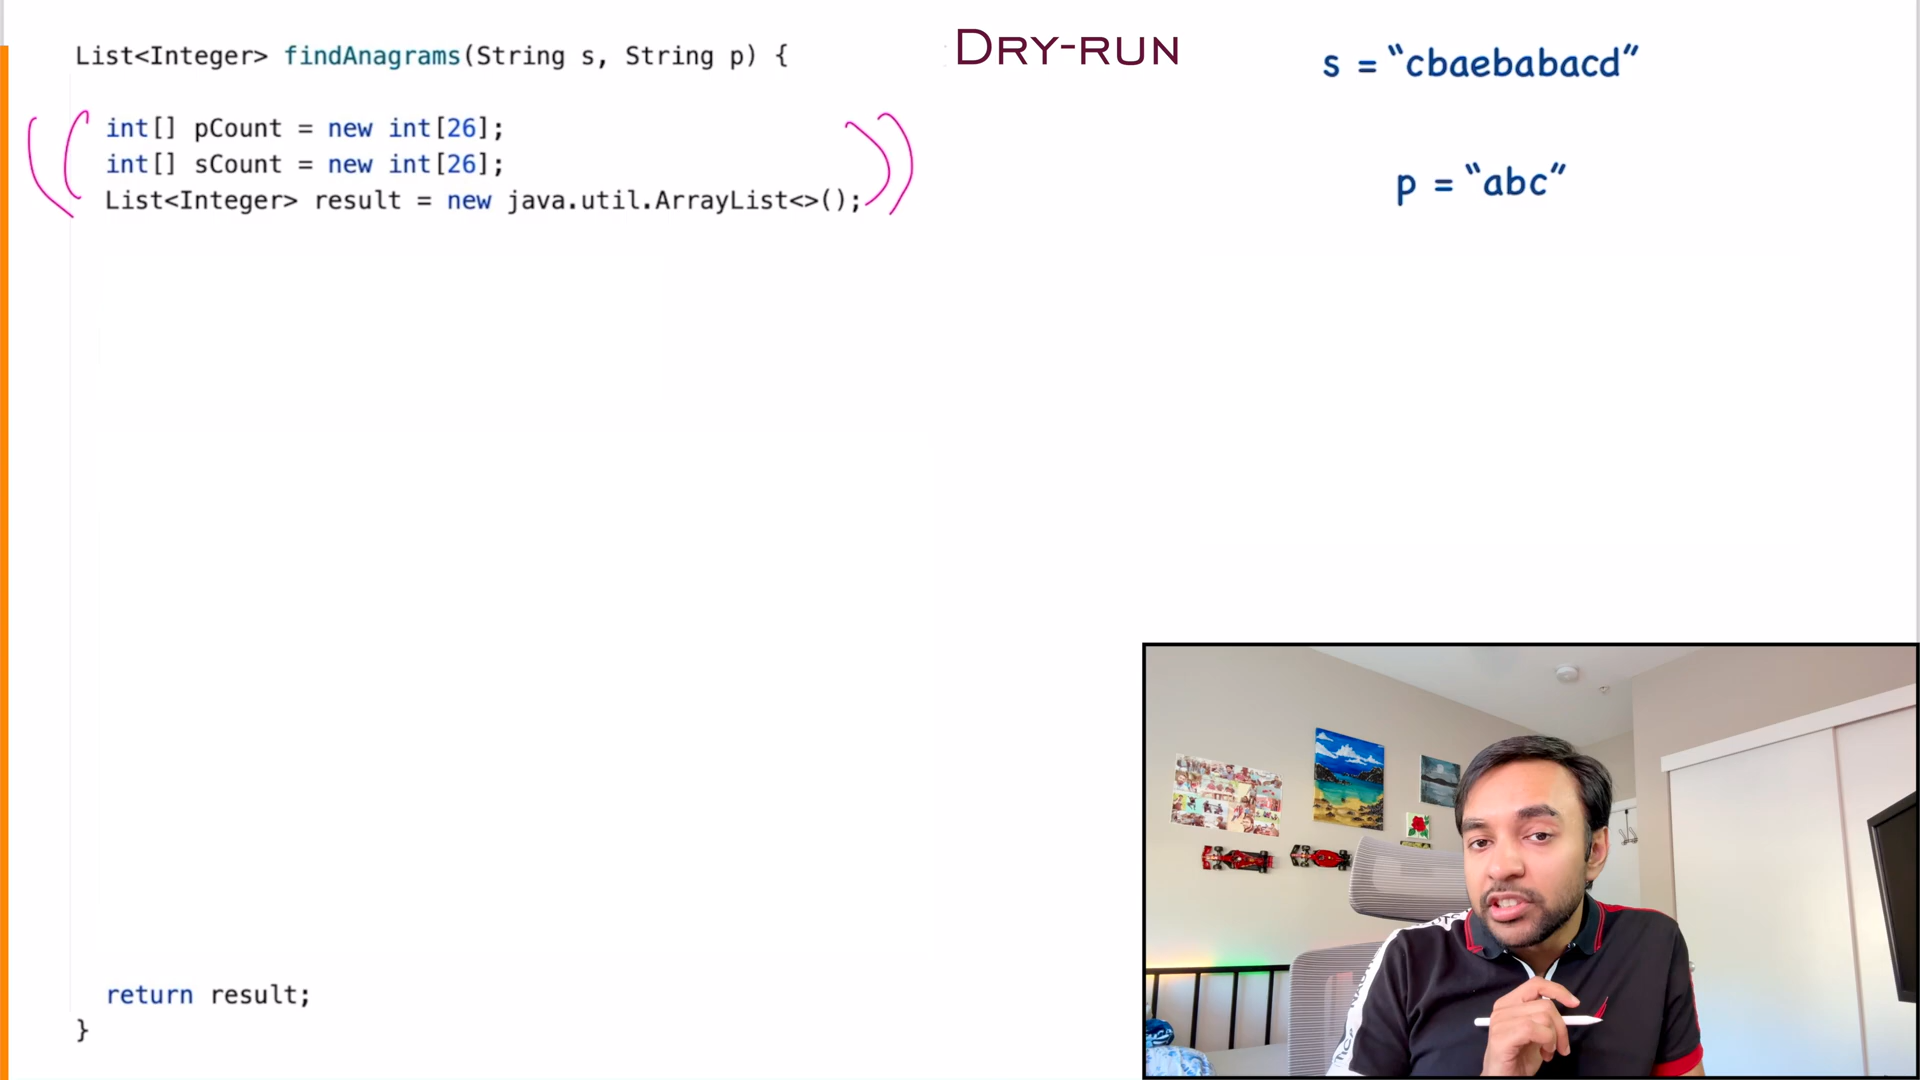 List<Integer> findAnagrams(String s, String p) {
int[] pCount = new int[26];
int[] sCount = new int[26];
List<Integer> result = new java.util.ArrayList<>();
return result;
}
DRY-RUN
s = “cbaebabacd”
p = “abc”